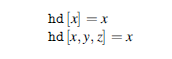 hd [x] = x
hd [x, y, z] = x